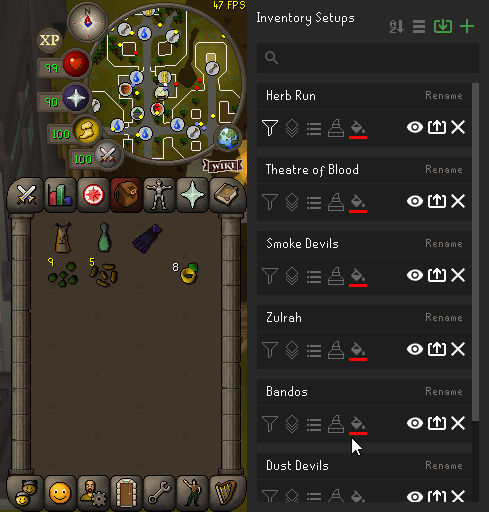 47 FPS
XP
99
90
100
100
WIKI
9
5
8
Inventory Setups
Herb Run
Rename
Theatre of Blood
Rename
Smoke Devils
Rename
Zulrah
Rename
Bandos
Rename
Dust Devils
Rename